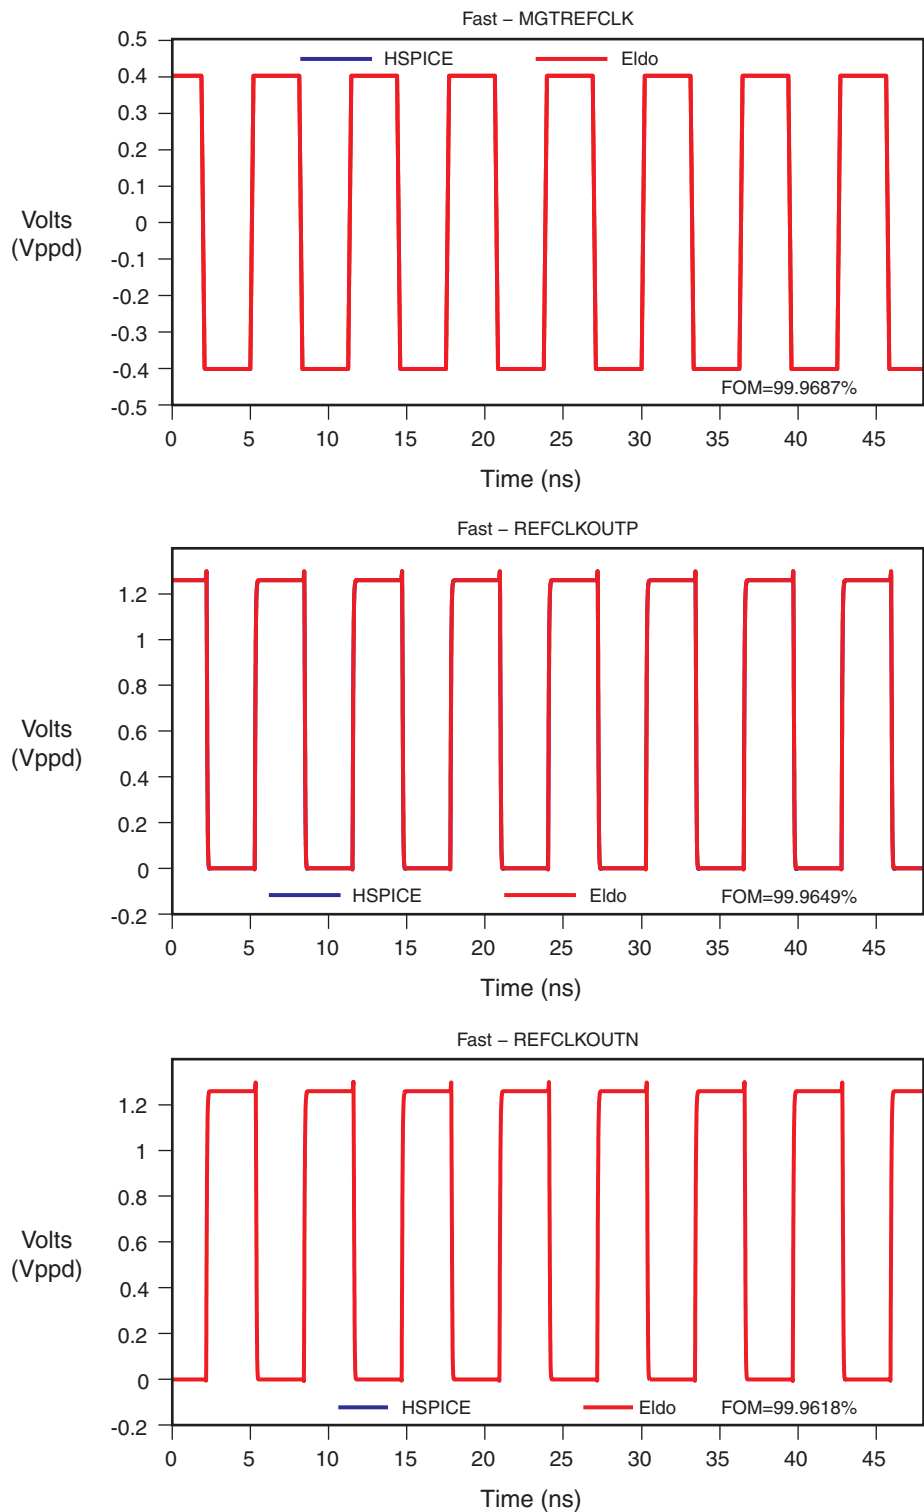 Fast – MGTREFCLK
0.5
HSPICE Eldo
0.4
0.3
0.2
0.1
Volts
(Vppd)
0
-0.1
-0.2
-0.3
-0.4
FOM=99.9687%
-0.5
0 5 10 15 20 25 30 35 40 45
Time (ns)
Fast – REFCLKOUTP
1.2
1
0.8
Volts
(Vppd)
0.6
0.4
0.2
0
HSPICE Eldo FOM=99.9649%
-0.2
0 5 10 15 20 25 30 35 40 45
Time (ns)
Fast – REFCLKOUTN
1.2
1
0.8
Volts
(Vppd)
0.6
0.4
0.2
0
HSPICE Eldo FOM=99.9618%
-0.2
0 5 10 15 20 25 30 35 40 45
Time (ns)